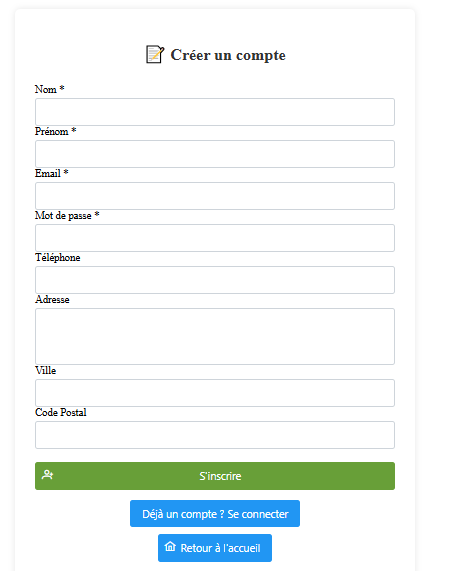 Créer un compte
Nom *
Prénom *
Email *
Mot de passe *
Téléphone
Adresse
Ville
Code Postal
S'inscrire
Déjà un compte ? Se connecter
Retour à l'accueil